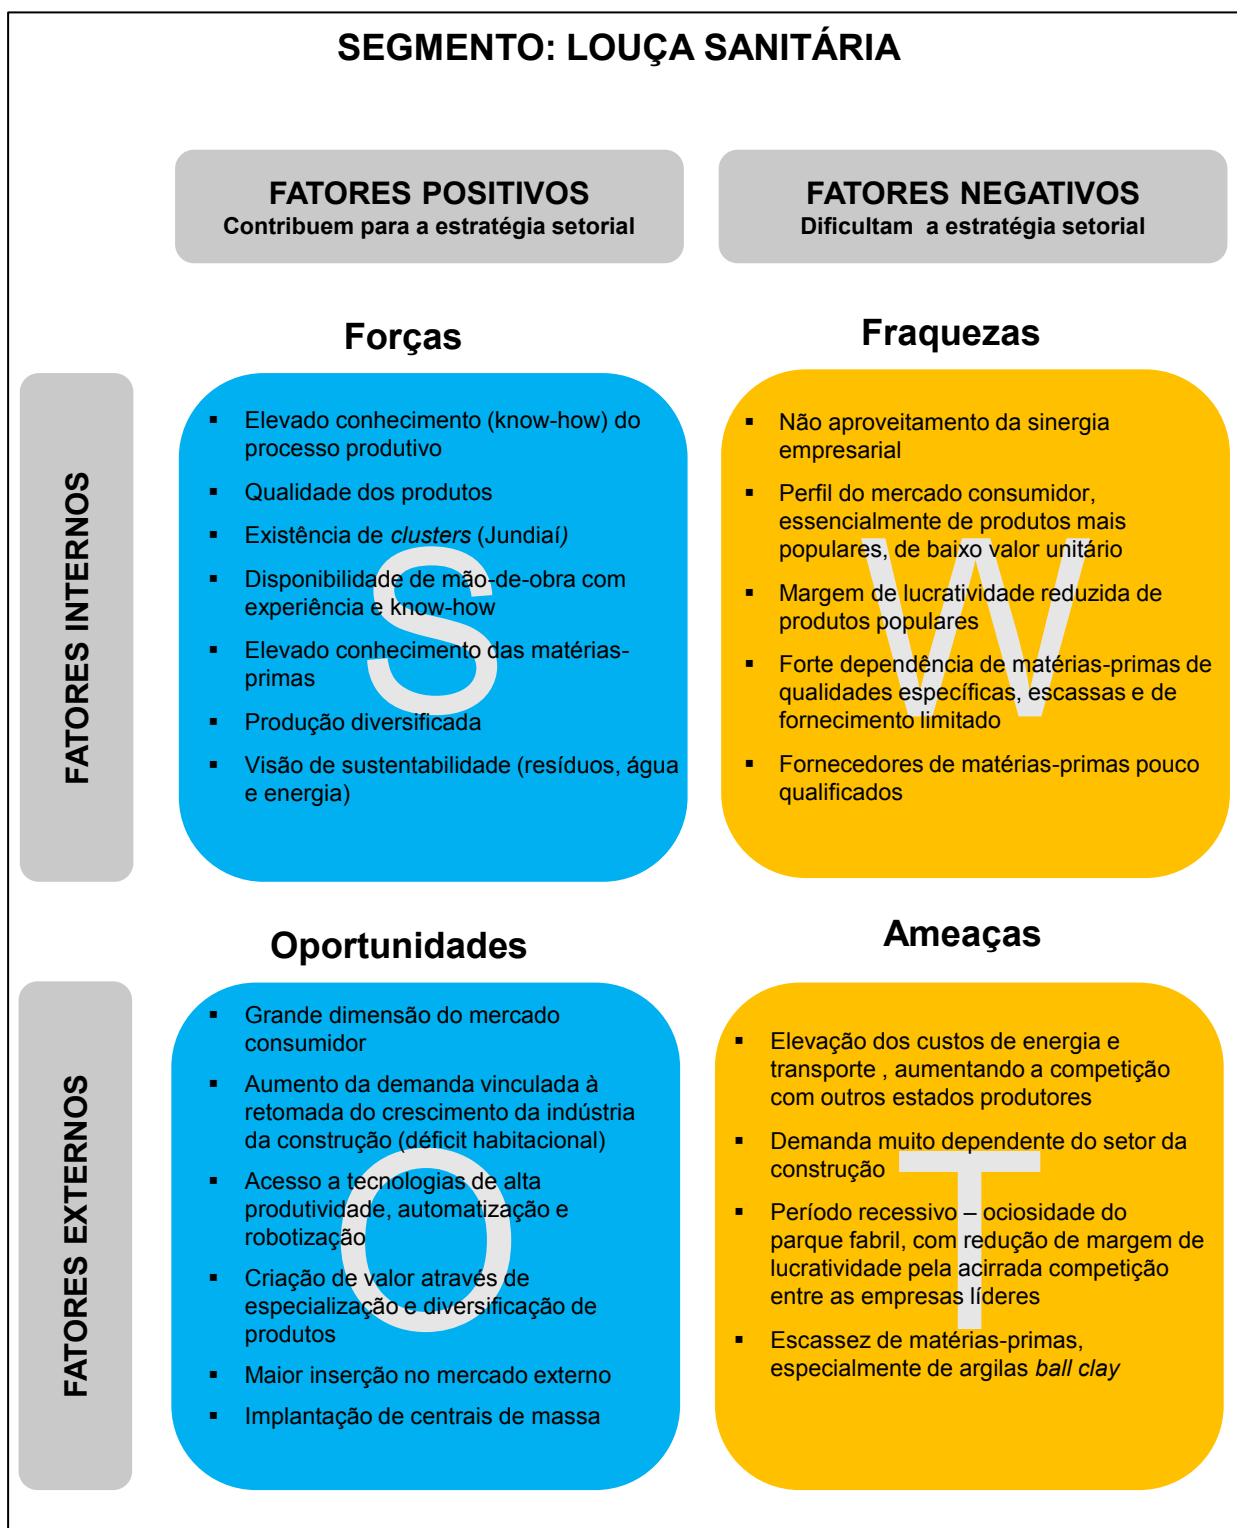 SEGMENTO: LOUÇA SANITÁRIA
FATORES POSITIVOS
Contribuem para a estratégia setorial
FATORES NEGATIVOS
Dificultam a estratégia setorial
FATORES INTERNOS
Forças
S
▪ Elevado conhecimento (know-how) do
processo produtivo
▪ Qualidade dos produtos
▪ Existência de clusters (Jundiaí)
▪ Disponibilidade de mão-de-obra com
experiência e know-how
▪ Elevado conhecimento das matérias-
primas
▪ Produção diversificada
▪ Visão de sustentabilidade (resíduos, água
e energia)
Fraquezas
W
▪ Não aproveitamento da sinergia
empresarial
▪ Perfil do mercado consumidor,
essencialmente de produtos mais
populares, de baixo valor unitário
▪ Margem de lucratividade reduzida de
produtos populares
▪ Forte dependência de matérias-primas de
qualidades específicas, escassas e de
fornecimento limitado
▪ Fornecedores de matérias-primas pouco
qualificados
FATORES EXTERNOS
Oportunidades
O
▪ Grande dimensão do mercado
consumidor
▪ Aumento da demanda vinculada à
retomada do crescimento da indústria
da construção (déficit habitacional)
▪ Acesso a tecnologias de alta
produtividade, automatização e
robotização
▪ Criação de valor através de
especialização e diversificação de
produtos
▪ Maior inserção no mercado externo
▪ Implantação de centrais de massa
Ameaças
T
▪ Elevação dos custos de energia e
transporte , aumentando a competição
com outros estados produtores
▪ Demanda muito dependente do setor da
construção
▪ Período recessivo – ociosidade do
parque fabril, com redução de margem de
lucratividade pela acirrada competição
entre as empresas líderes
▪ Escassez de matérias-primas,
especialmente de argilas ball clay